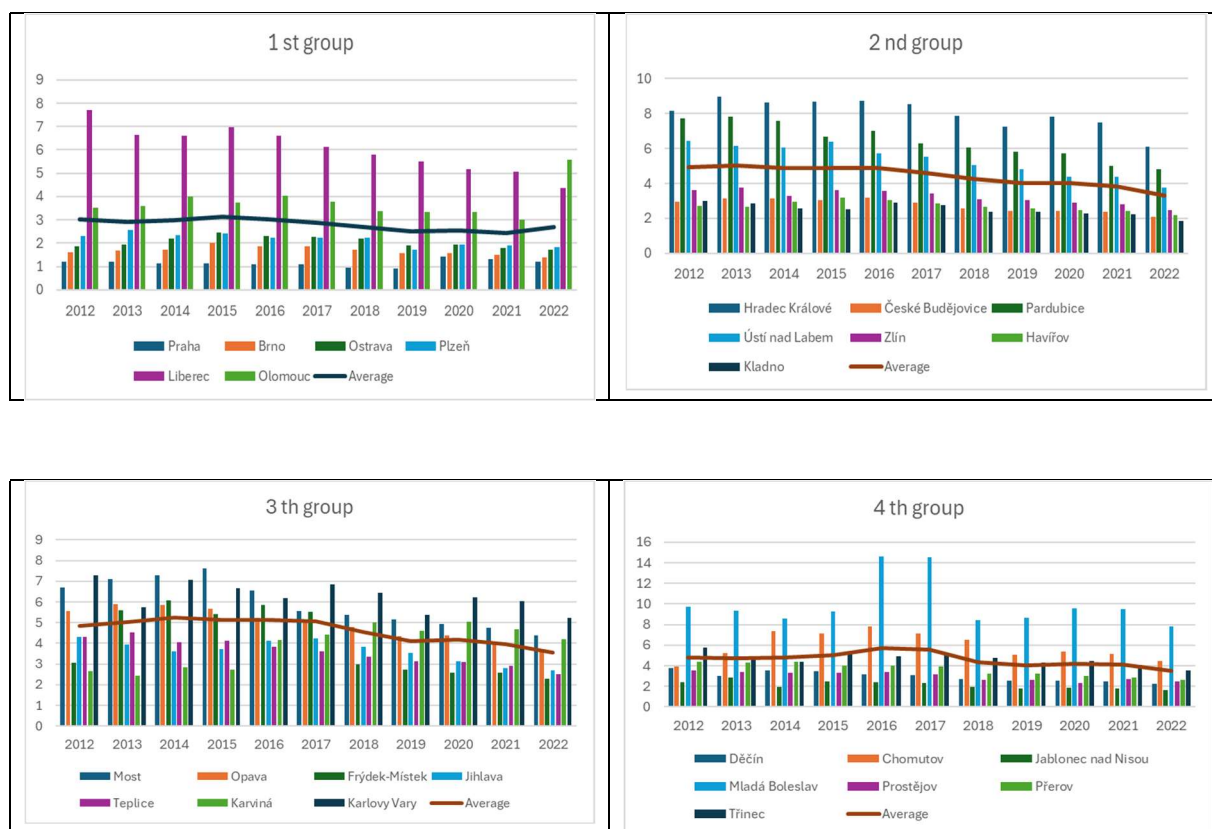 1 st group
9
8
7
6
5
4
3
2
1
0
2012 2013 2014 2015 2016 2017 2018 2019 2020 2021 2022
Praha Brno Ostrava Plzeň
Liberec Olomouc Average
2 nd group
10
8
6
4
2
0
2012 2013 2014 2015 2016 2017 2018 2019 2020 2021 2022
Hradec Králové České Budějovice Pardubice
Ústí nad Labem Zlín Havířov
Kladno Average
3 th group
9
8
7
6
5
4
3
2
1
0
2012 2013 2014 2015 2016 2017 2018 2019 2020 2021 2022
Most Opava Frýdek-Místek Jihlava
Teplice Karviná Karlovy Vary Average
4 th group
16
14
12
10
8
6
4
2
0
2012 2013 2014 2015 2016 2017 2018 2019 2020 2021 2022
Děčín Chomutov Jablonec nad Nisou
Mladá Boleslav Prostějov Přerov
Třinec Average